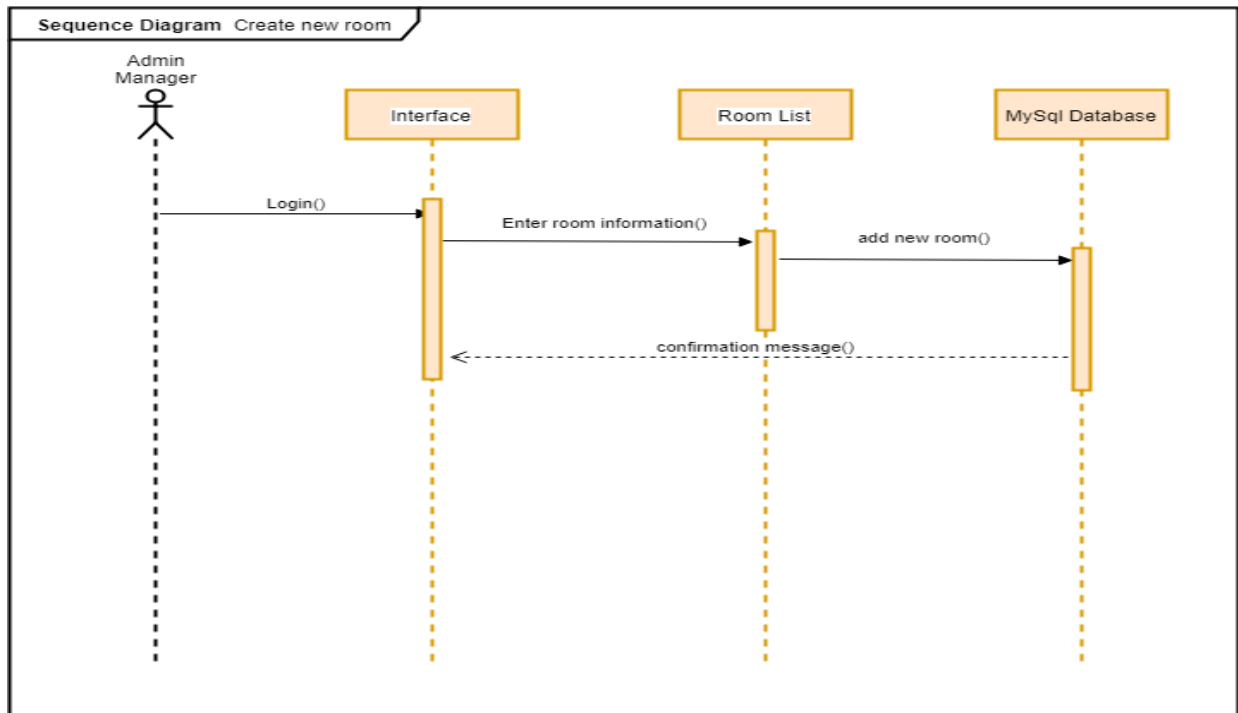 Sequence Diagram Create new room
Admin
Manager
Interface
Room List
MySql Database
Login()
Enter room information()
add new room()
confirmation message()